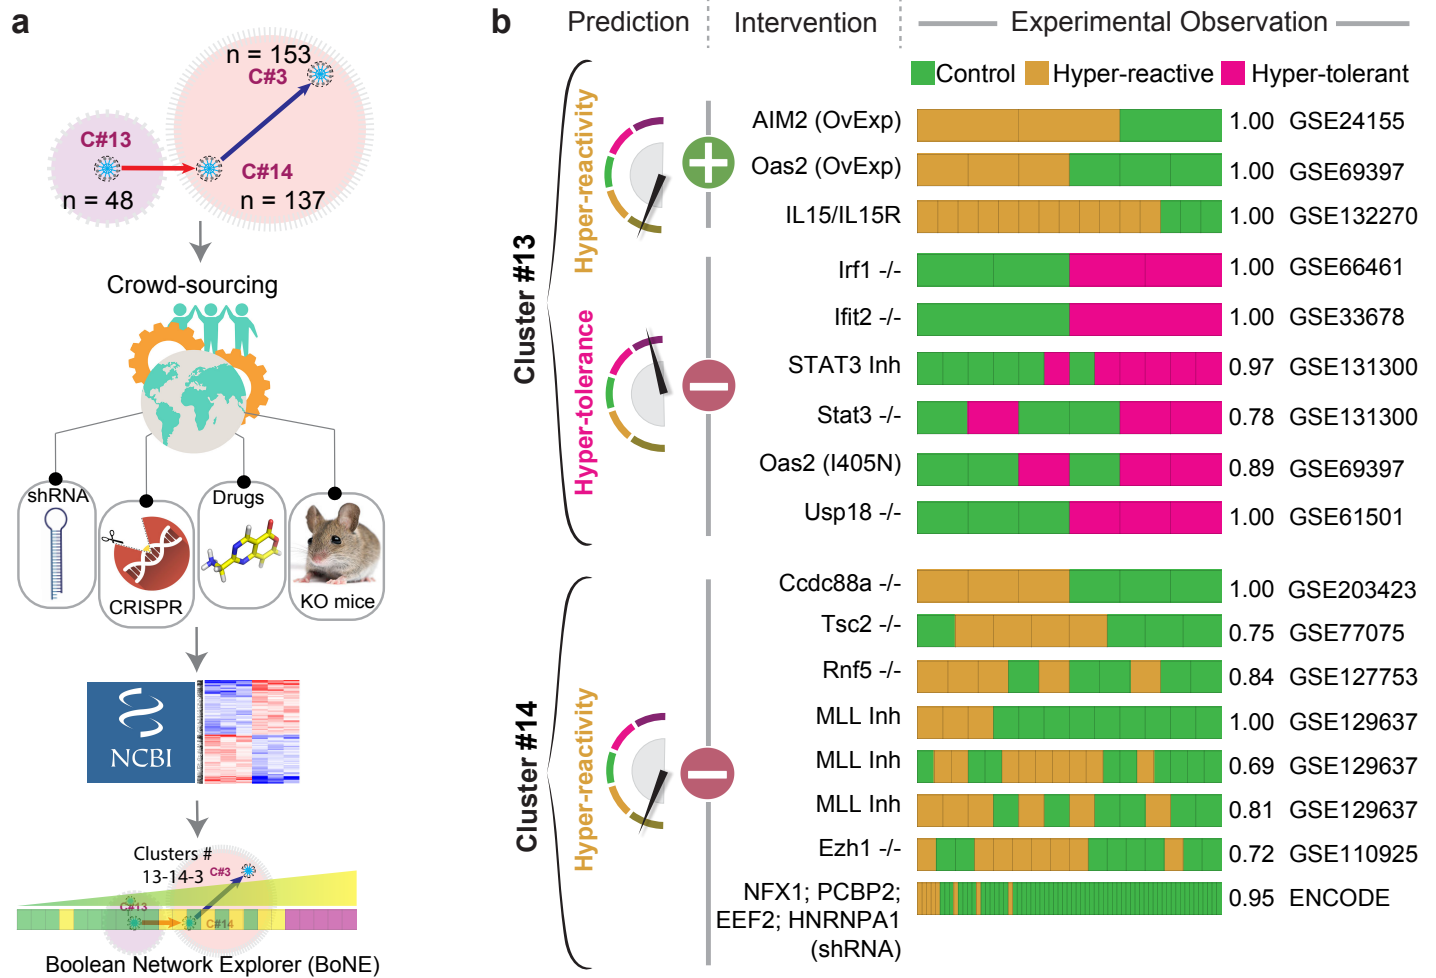 a
n = 153
C#3
C#13
C#14
n = 48
n = 137
Crowd-sourcing
shRNA
CRISPR
Drugs
KO mice
NCBI
Clusters #
13-14-3
C#3
C#13
C#14
Boolean Network Explorer (BoNE)
b
Prediction
Intervention
Experimental Observation
Control
Hyper-reactive
Hyper-tolerant
Cluster #13
Hyper-reactivity
AIM2 (OvExp) 1.00 GSE24155
Oas2 (OvExp) 1.00 GSE69397
IL15/IL15R 1.00 GSE132270
Hyper-tolerance
Irf1 -/- 1.00 GSE66461
Ifit2 -/- 1.00 GSE33678
STAT3 Inh 0.97 GSE131300
Stat3 -/- 0.78 GSE131300
Oas2 (I405N) 0.89 GSE69397
Usp18 -/- 1.00 GSE61501
Cluster #14
Hyper-reactivity
Ccdc88a -/- 1.00 GSE203423
Tsc2 -/- 0.75 GSE77075
Rnf5 -/- 0.84 GSE127753
MLL Inh 1.00 GSE129637
MLL Inh 0.69 GSE129637
MLL Inh 0.81 GSE129637
Ezh1 -/- 0.72 GSE110925
NFX1; PCBP2; 0.95 ENCODE
EEF2; HNRNPA1
(shRNA)